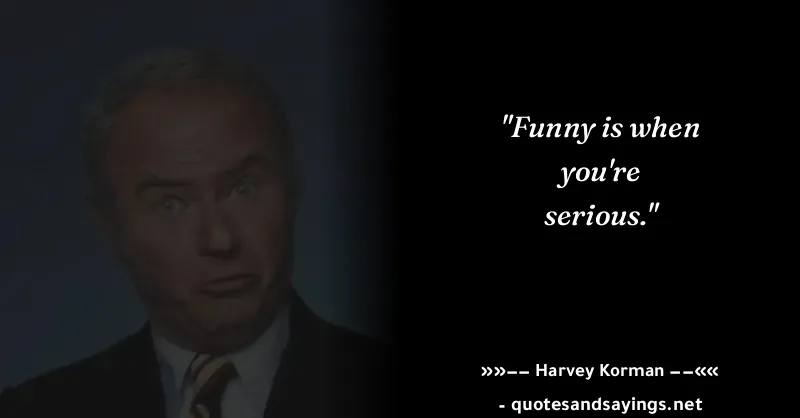 "Funny is when
you're
serious."
»»−− Harvey Korman −−««
- quotesandsayings.net